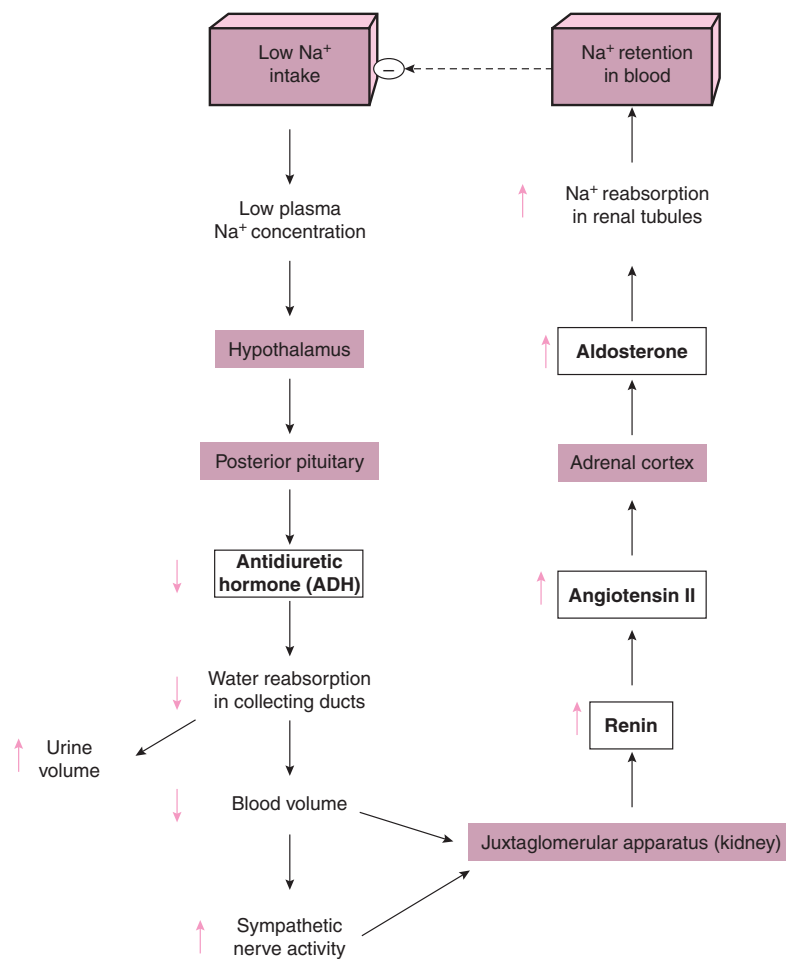 Low Na⁺
intake
−
Na⁺ retention
in blood
Low plasma
Na⁺ concentration
Na⁺ reabsorption
in renal tubules
Hypothalamus
Aldosterone
Posterior pituitary
Adrenal cortex
Antidiuretic
hormone (ADH)
Angiotensin II
Water reabsorption
in collecting ducts
Renin
Urine
volume
Blood volume
Juxtaglomerular apparatus (kidney)
Sympathetic
nerve activity